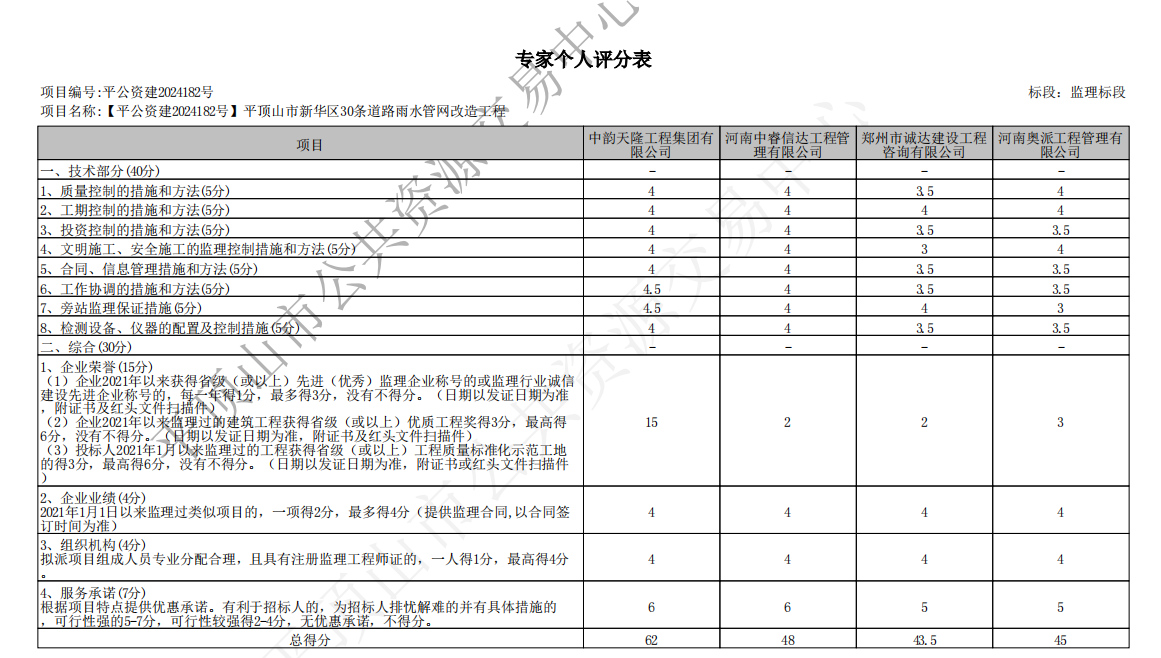 专家个人评分表
项目编号:平公资建2024182号
标段：监理标段
项目名称:【平公资建2024182号】平顶山市新华区30条道路雨水管网改造工程
项目 中韵天隆工程集团有限公司 河南中睿信达工程管理有限公司 郑州市诚达建设工程咨询有限公司 河南奥派工程管理有限公司
一、技术部分(40分) - - - -
1、质量控制的措施和方法(5分) 4 4 3.5 4
2、工期控制的措施和方法(5分) 4 4 4 4
3、投资控制的措施和方法(5分) 4 4 3.5 3.5
4、文明施工、安全施工的监理控制措施和方法(5分) 4 4 3 4
5、合同、信息管理措施和方法(5分) 4 4 3.5 3.5
6、工作协调的措施和方法(5分) 4.5 4 3.5 3.5
7、旁站监理保证措施(5分) 4.5 4 4 3
8、检测设备、仪器的配置及控制措施(5分) 4 4 3.5 3.5
二、综合(30分) - - - -
1、企业荣誉(15分)
（1）企业2021年以来获得省级（或以上）先进（优秀）监理企业称号的或监理行业诚信
建设先进企业称号的，每一年得1分，最多得3分，没有不得分。（日期以发证日期为准
，附证书及红头文件扫描件）
（2）企业2021年以来监理过的建筑工程获得省级（或以上）优质工程奖得3分，最高得
6分，没有不得分。（日期以发证日期为准，附证书及红头文件扫描件）
（3）投标人2021年1月以来监理过的工程获得省级（或以上）工程质量标准化示范工地
的得3分，最高得6分，没有不得分。（日期以发证日期为准，附证书或红头文件扫描件
）
15 2 2 3
2、企业业绩(4分)
2021年1月1日以来监理过类似项目的，一项得2分，最多得4分（提供监理合同,以合同签
订时间为准）
4 4 4 4
3、组织机构(4分)
拟派项目组成人员专业分配合理，且具有注册监理工程师证的，一人得1分，最高得4分
。
4 4 4 4
4、服务承诺(7分)
根据项目特点提供优惠承诺。有利于招标人的，为招标人排忧解难的并有具体措施的
，可行性强的5-7分，可行性较强得2-4分，无优惠承诺，不得分。
6 6 5 5
总得分 62 48 43.5 45
平顶山市公共资源交易中心
平顶山市公共资源交易中心